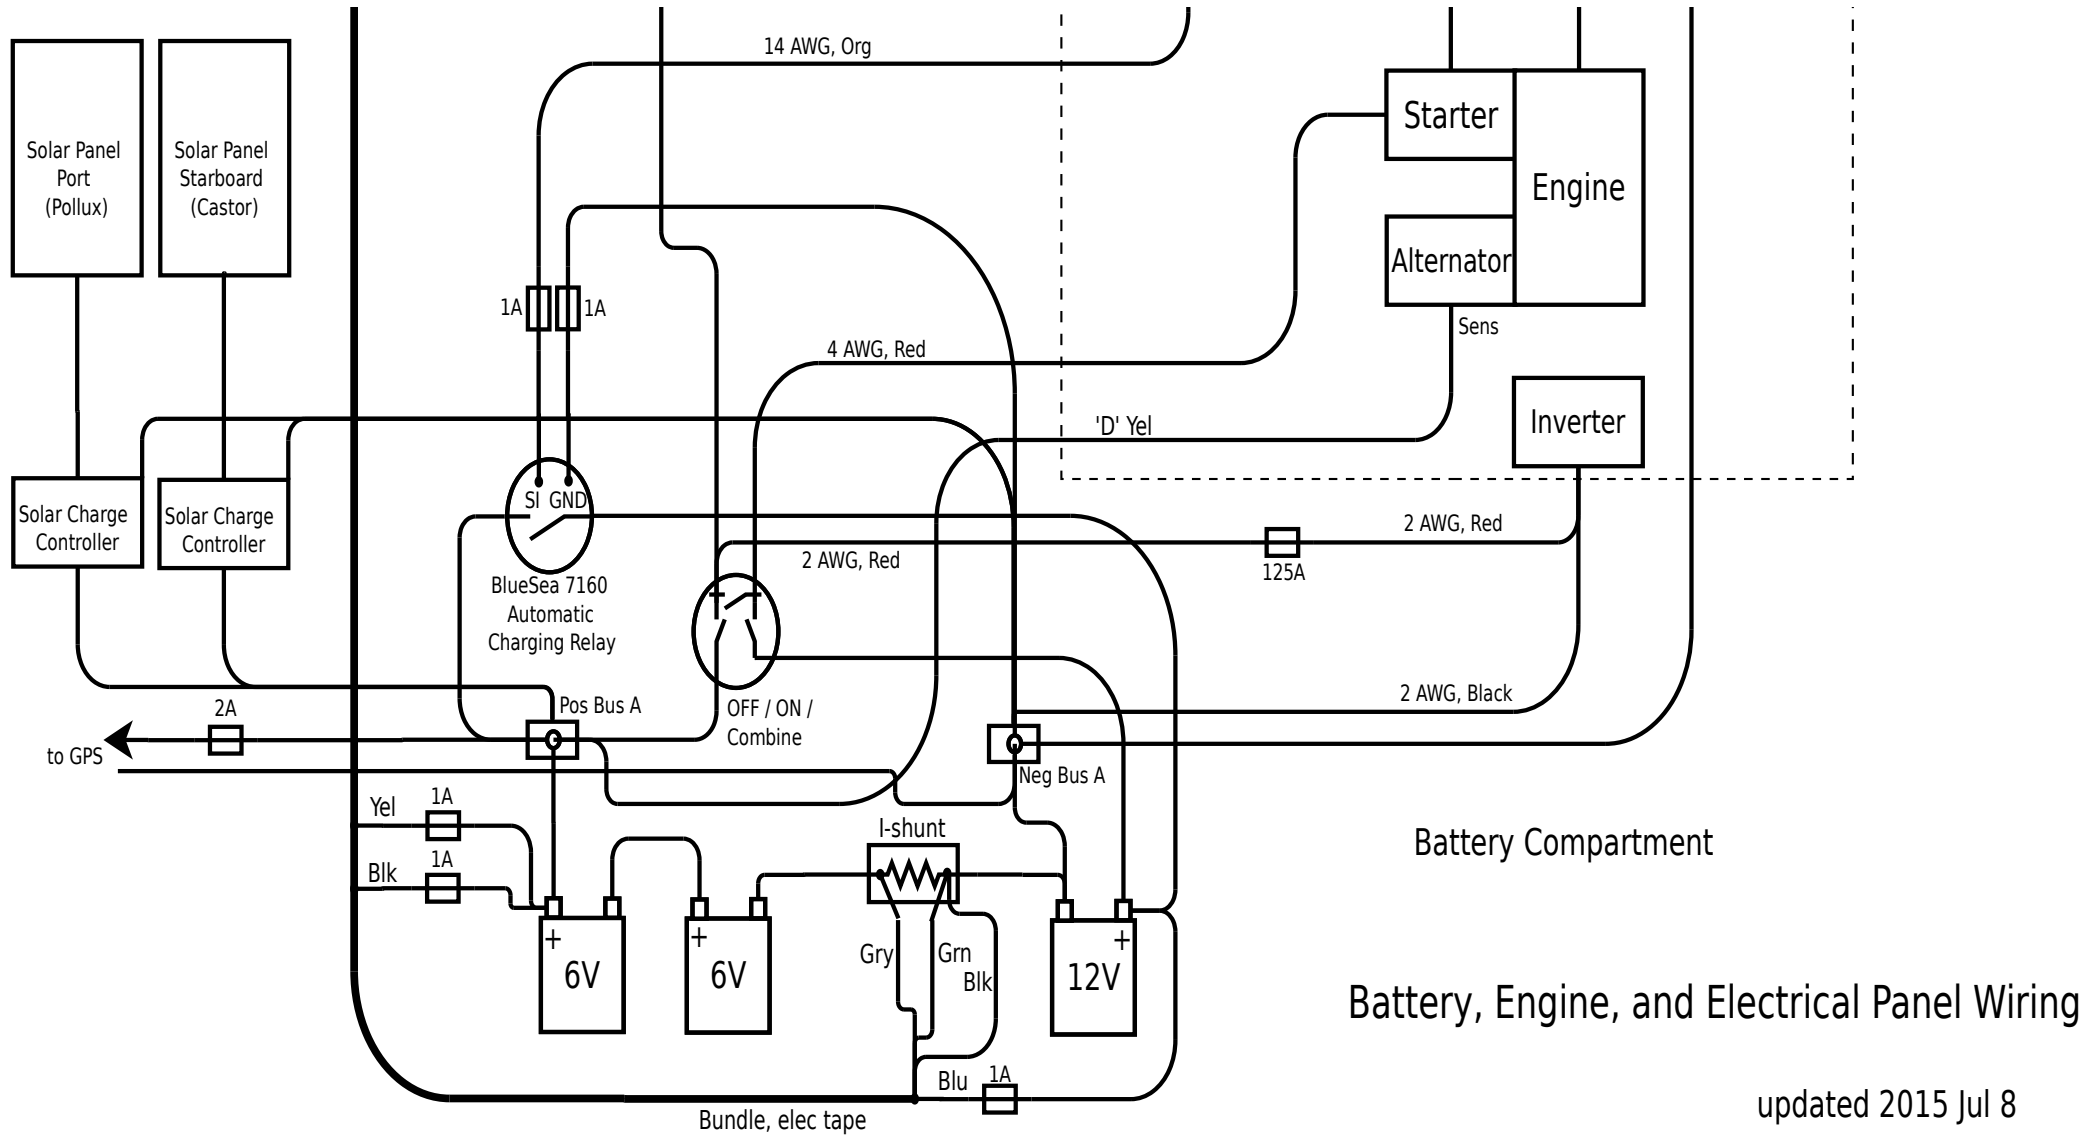 14 AWG, Org
Solar Panel
Port
(Pollux)
Solar Panel
Starboard
(Castor)
Starter
Engine
Alternator
Sens
1A
1A
4 AWG, Red
'D' Yel
Inverter
Solar Charge
Controller
Solar Charge
Controller
SI GND
BlueSea 7160
Automatic
Charging Relay
2 AWG, Red
2 AWG, Red
125A
2 AWG, Black
Pos Bus A
OFF / ON /
Combine
2A
to GPS
Neg Bus A
Yel
1A
Blk
1A
I-shunt
Battery Compartment
+
6V
+
6V
Gry
Grn
Blk
+
12V
Battery, Engine, and Electrical Panel Wiring
Blu
1A
Bundle, elec tape
updated 2015 Jul 8